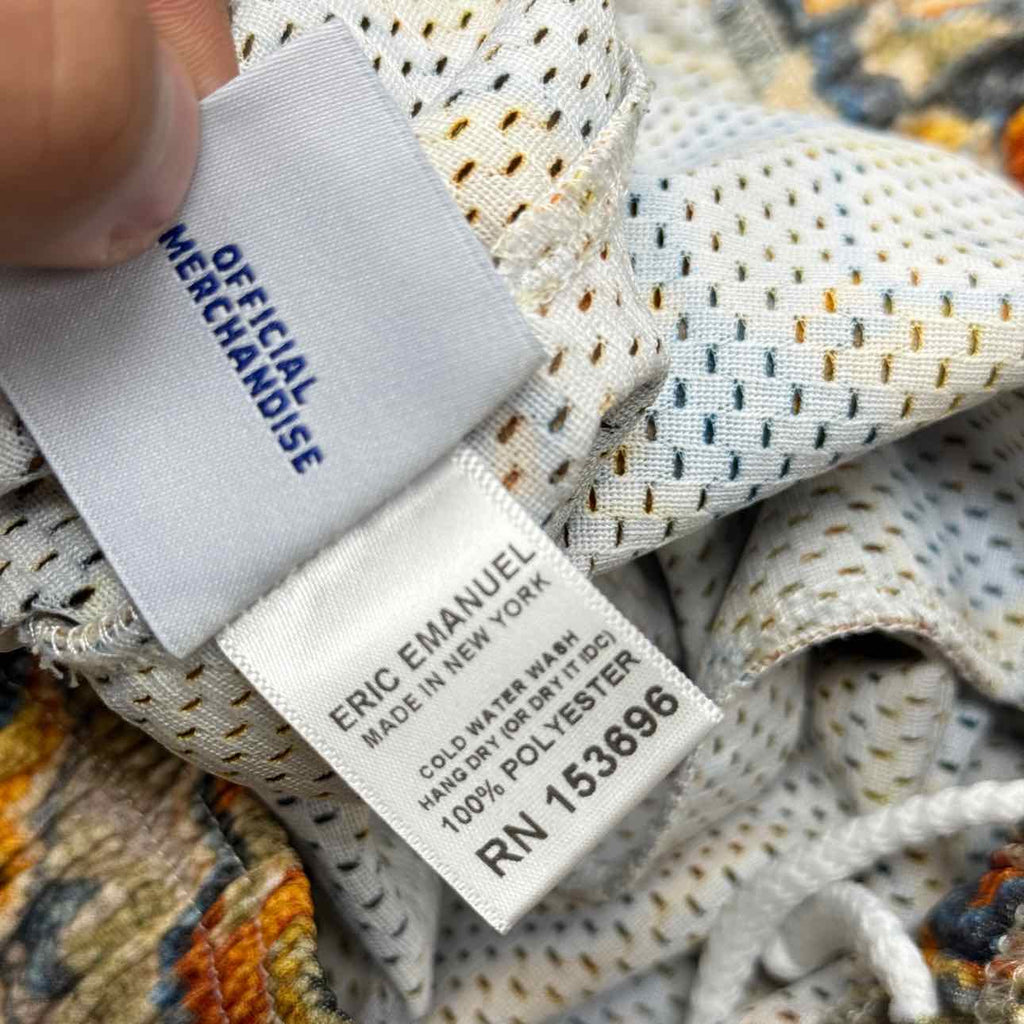 OFFICIAL
MERCHANDISE
ERIC EMANUEL
MADE IN NEW YORK
COLD WATER WASH
HANG DRY (OR DRY IT IDC)
100% POLYESTER
RN 153696